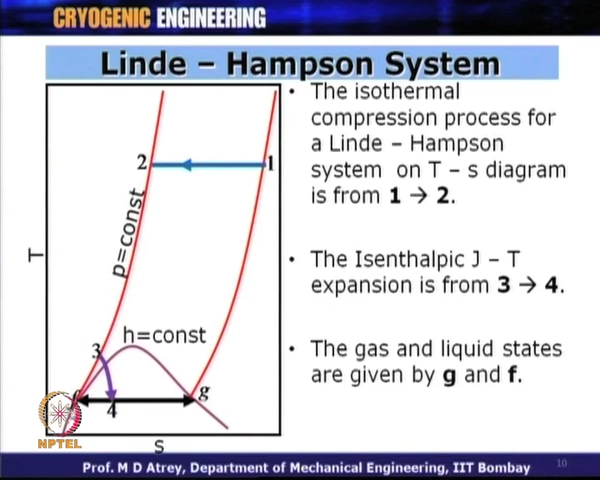 CRYOGENIC ENGINEERING
Linde – Hampson System
• The isothermal
compression process for
a Linde – Hampson
system on T – s diagram
is from 1 → 2.
• The Isenthalpic J – T
expansion is from 3 → 4.
• The gas and liquid states
are given by g and f.
2
1
p=const
T
h=const
3
g
4
s
NPTEL
Prof. M D Atrey, Department of Mechanical Engineering, IIT Bombay
10